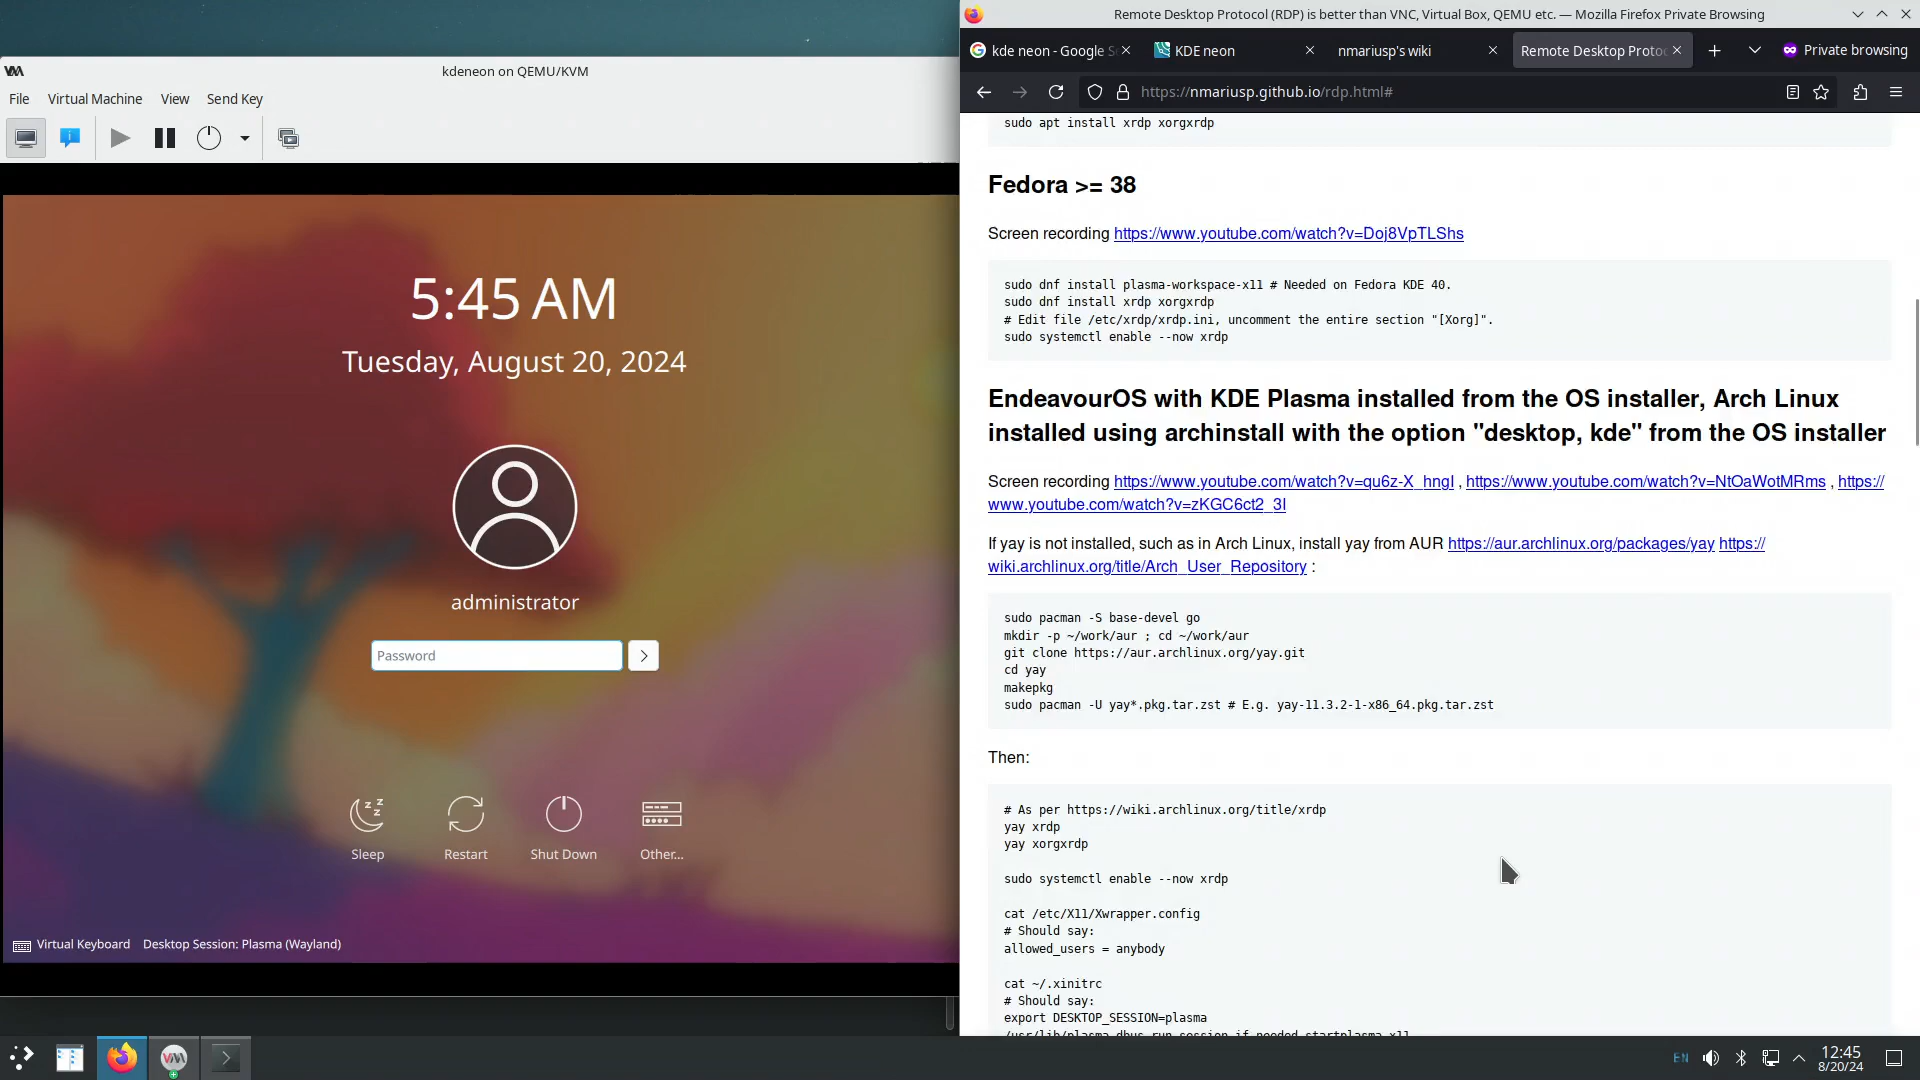 Remote Desktop Protocol (RDP) is better than VNC, Virtual Box, QEMU etc. — Mozilla Firefox Private Browsing
kde neon - Google S
KDE neon
nmariusp's wiki
Remote Desktop Proto
Private browsing
https://nmariusp.github.io/rdp.html#
kdeneon on QEMU/KVM
File Virtual Machine View Send Key
5:45 AM
Tuesday, August 20, 2024
administrator
Password
Sleep
Restart
Shut Down
Other...
Virtual Keyboard Desktop Session: Plasma (Wayland)
sudo apt install xrdp xorgxrdp
Fedora >= 38
Screen recording https://www.youtube.com/watch?v=Doj8VpTLShs
sudo dnf install plasma-workspace-x11 # Needed on Fedora KDE 40.
sudo dnf install xrdp xorgxrdp
# Edit file /etc/xrdp/xrdp.ini, uncomment the entire section "[Xorg]".
sudo systemctl enable --now xrdp
EndeavourOS with KDE Plasma installed from the OS installer, Arch Linux
installed using archinstall with the option "desktop, kde" from the OS installer
Screen recording https://www.youtube.com/watch?v=qu6z-X_hngI , https://www.youtube.com/watch?v=NtOaWotMRms , https://
www.youtube.com/watch?v=zKGC6ct2_3I
If yay is not installed, such as in Arch Linux, install yay from AUR https://aur.archlinux.org/packages/yay https://
wiki.archlinux.org/title/Arch_User_Repository :
sudo pacman -S base-devel go
mkdir -p ~/work/aur ; cd ~/work/aur
git clone https://aur.archlinux.org/yay.git
cd yay
makepkg
sudo pacman -U yay*.pkg.tar.zst # E.g. yay-11.3.2-1-x86_64.pkg.tar.zst
Then:
# As per https://wiki.archlinux.org/title/xrdp
yay xrdp
yay xorgxrdp
sudo systemctl enable --now xrdp
cat /etc/X11/Xwrapper.config
# Should say:
allowed_users = anybody
cat ~/.xinitrc
# Should say:
export DESKTOP_SESSION=plasma
/usr/lib/plasma-dbus-run-session-if-needed startplasma-x11
EN
12:45
8/20/24